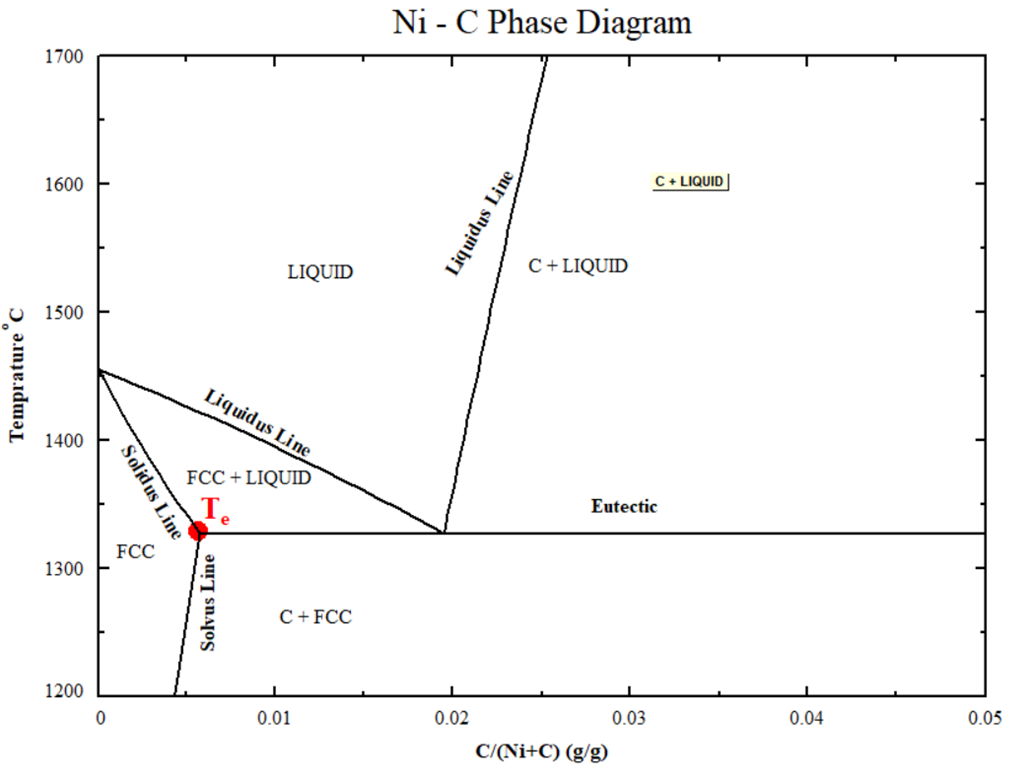 Ni - C Phase Diagram
1700
1600
1500
1400
1300
1200
Temprature °C
LIQUID
Liquidus Line
C + LIQUID
C + LIQUID
Liquidus Line
Solidus Line
FCC + LIQUID
Te
Eutectic
FCC
Solvus Line
C + FCC
0
0.01
0.02
0.03
0.04
0.05
C/(Ni+C) (g/g)